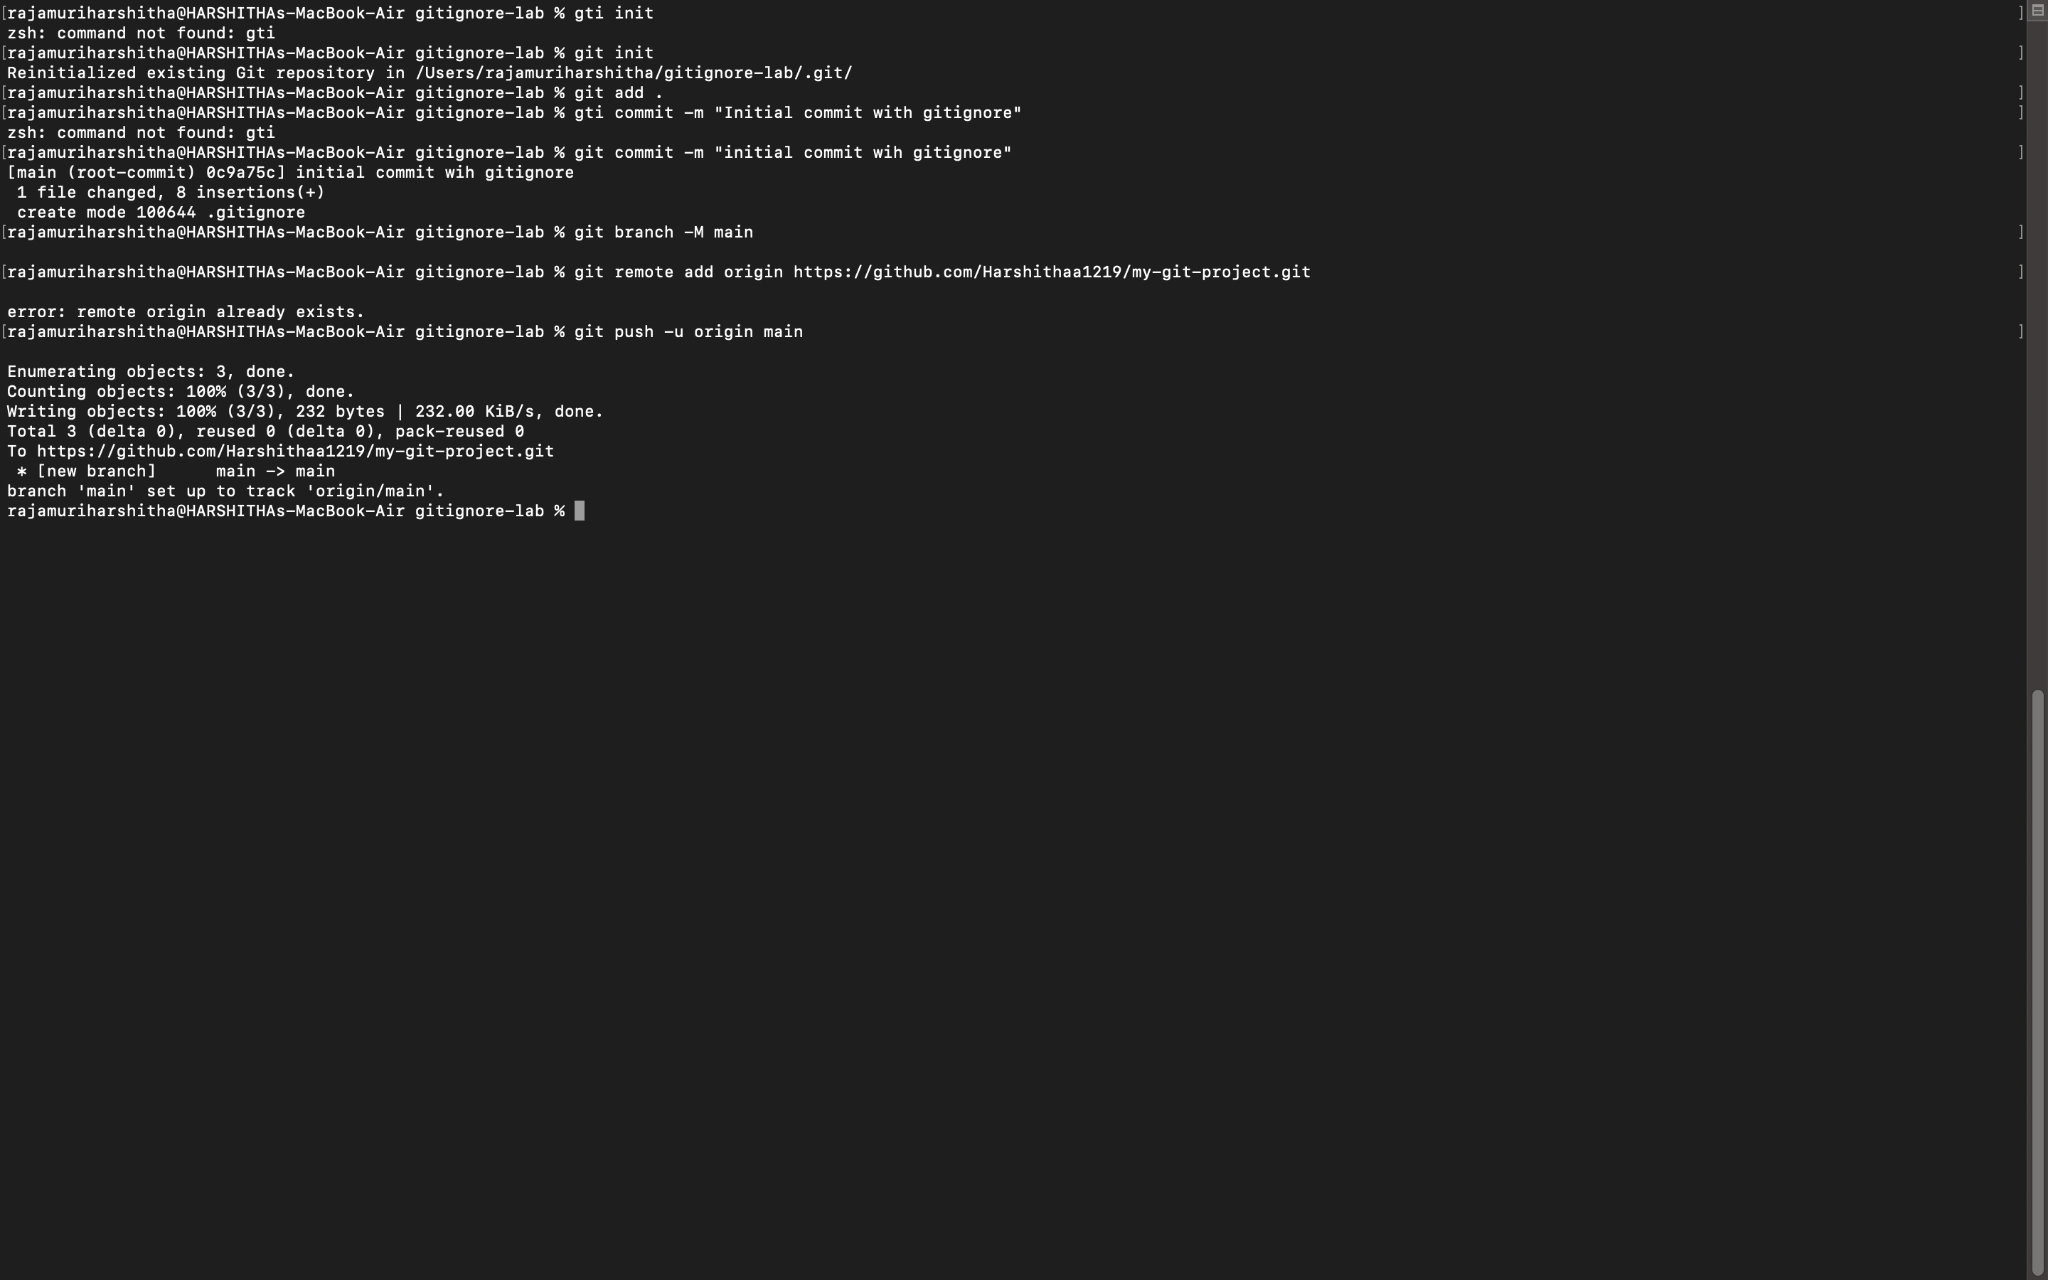 [rajamuriharshitha@HARSHITHAs-MacBook-Air gitignore-lab % gti init ]
zsh: command not found: gti
[rajamuriharshitha@HARSHITHAs-MacBook-Air gitignore-lab % git init ]
Reinitialized existing Git repository in /Users/rajamuriharshitha/gitignore-lab/.git/
[rajamuriharshitha@HARSHITHAs-MacBook-Air gitignore-lab % git add . ]
[rajamuriharshitha@HARSHITHAs-MacBook-Air gitignore-lab % gti commit -m "Initial commit with gitignore" ]
zsh: command not found: gti
[rajamuriharshitha@HARSHITHAs-MacBook-Air gitignore-lab % git commit -m "initial commit wih gitignore" ]
[main (root-commit) 0c9a75c] initial commit wih gitignore
 1 file changed, 8 insertions(+)
 create mode 100644 .gitignore
[rajamuriharshitha@HARSHITHAs-MacBook-Air gitignore-lab % git branch -M main ]
[rajamuriharshitha@HARSHITHAs-MacBook-Air gitignore-lab % git remote add origin https://github.com/Harshithaa1219/my-git-project.git ]
error: remote origin already exists.
[rajamuriharshitha@HARSHITHAs-MacBook-Air gitignore-lab % git push -u origin main ]
Enumerating objects: 3, done.
Counting objects: 100% (3/3), done.
Writing objects: 100% (3/3), 232 bytes | 232.00 KiB/s, done.
Total 3 (delta 0), reused 0 (delta 0), pack-reused 0
To https://github.com/Harshithaa1219/my-git-project.git
 * [new branch]      main -> main
branch 'main' set up to track 'origin/main'.
rajamuriharshitha@HARSHITHAs-MacBook-Air gitignore-lab %